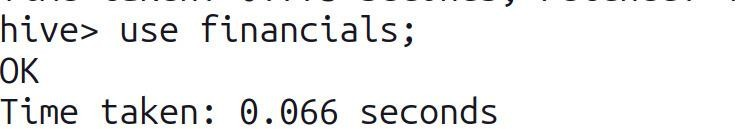 hive> use financials;
OK
Time taken: 0.066 seconds